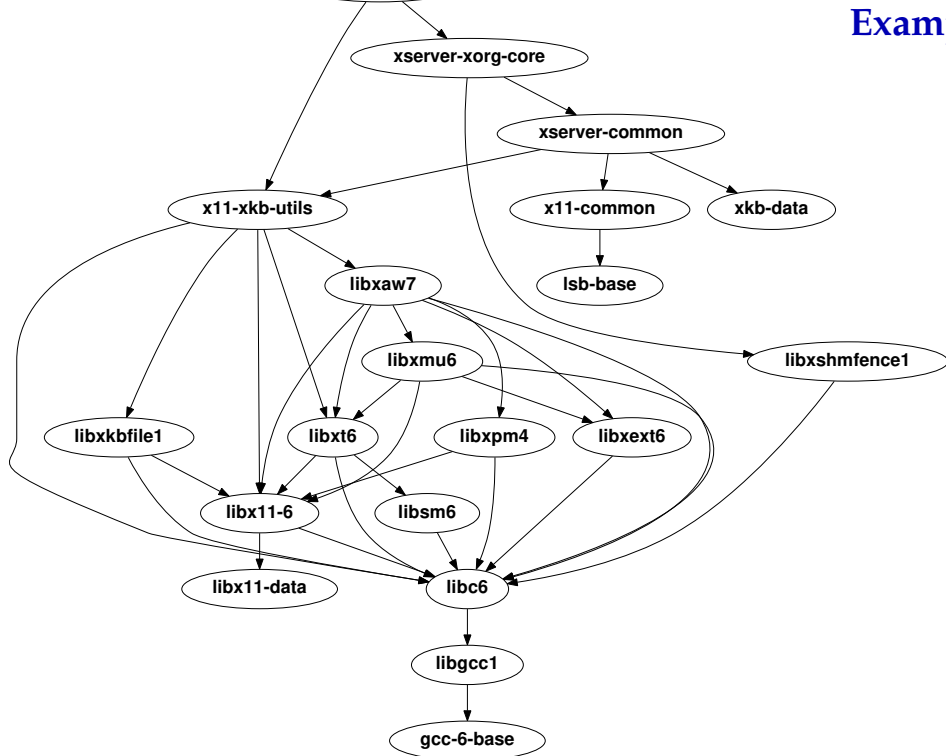 Exam
xserver-xorg-core
xserver-common
x11-xkb-utils
x11-common
xkb-data
libxaw7
lsb-base
libxmu6
libxshmfence1
libxkbfile1
libxt6
libxpm4
libxext6
libx11-6
libsm6
libx11-data
libc6
libgcc1
gcc-6-base